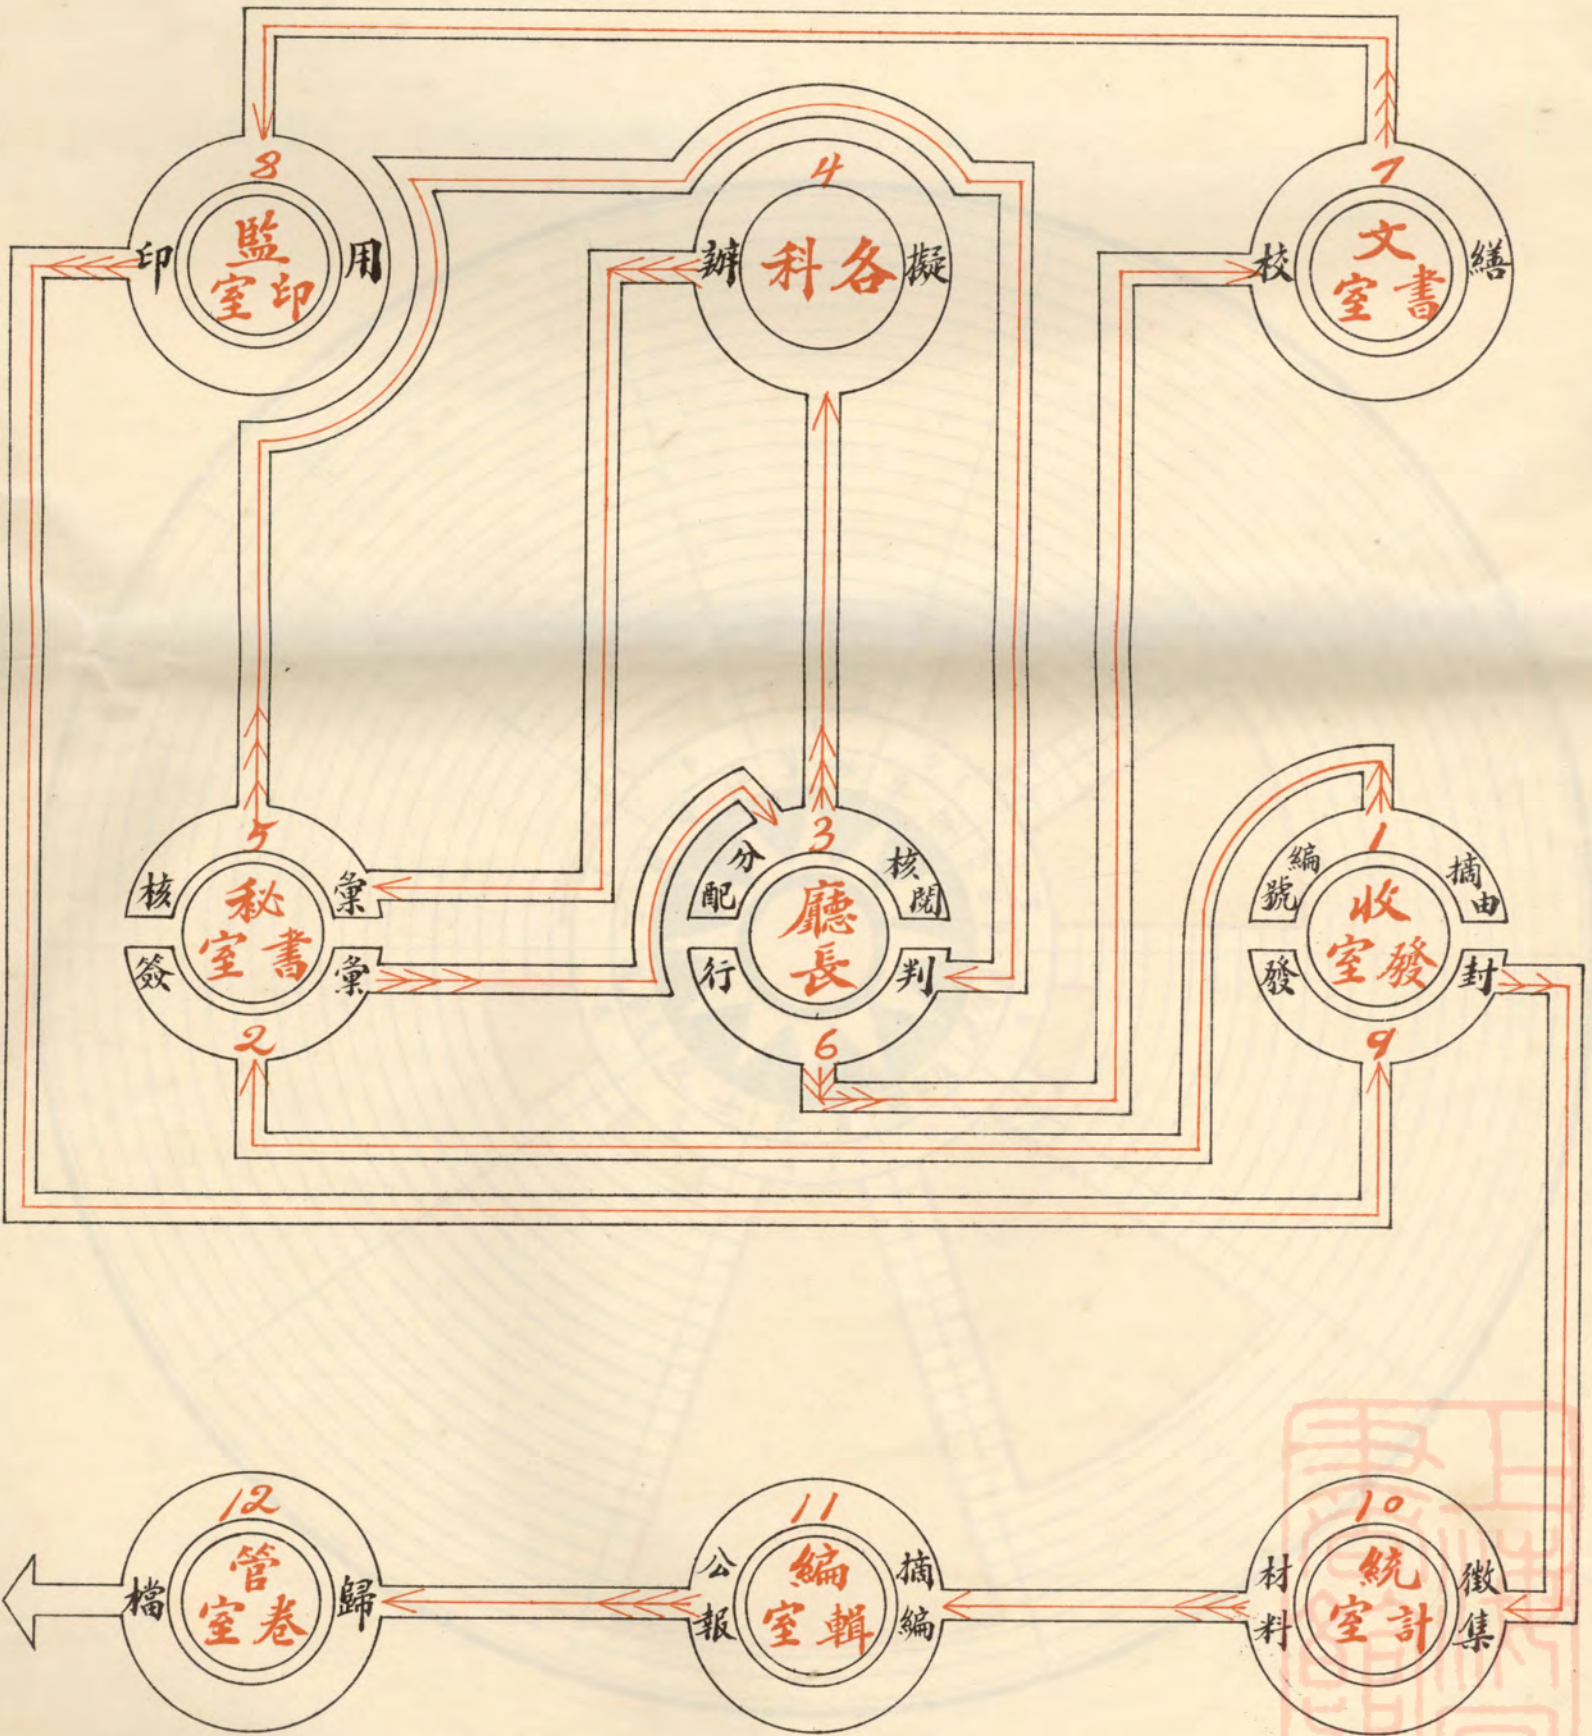 8
監印室
用印
4
各科
擬辦
7
文書室
繕校
5
秘書室
彙核
彙簽
2
3
廳長
核閱
分配
判行
6
1
收發室
摘由
編號
封發
9
12
管卷室
歸檔
11
編輯室
摘編
公報
10
統計室
徵集
材料